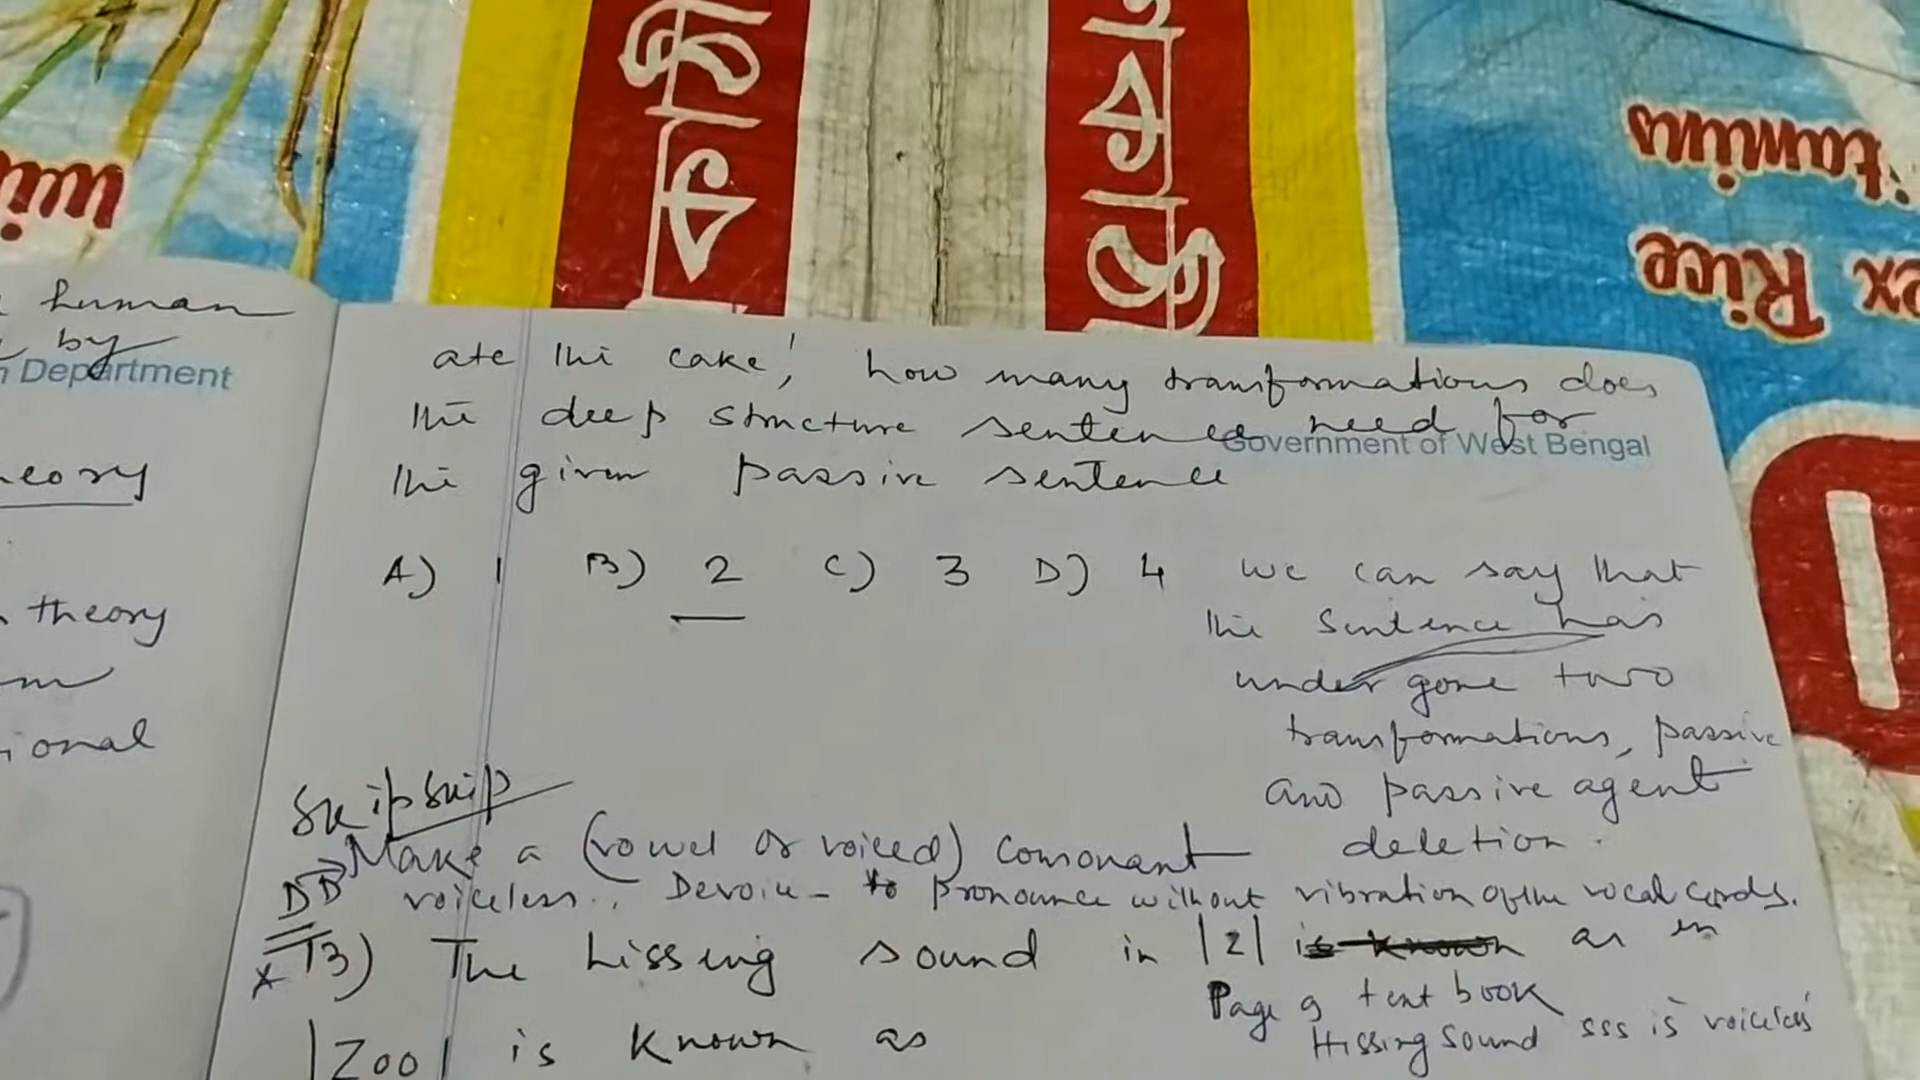 human
by
Department
theory
onal
ate the cake', how many transformations does
the deep structure sentence need for
Government of West Bengal
the given passive sentence
A) 1 B) 2 C) 3 D) 4
we can say that
the sentence has
undergone two
transformations, passive
and passive agent
deletion.
Skip skip
Make a (vowel or voiced) consonant
voiceless.. Devoice - to pronounce without vibration of the vocal cords.
13) The hissing sound in |z| is known as in
Page 9 text book
Hissing sound sss is voiceless
|Zoo| is known as
Rice